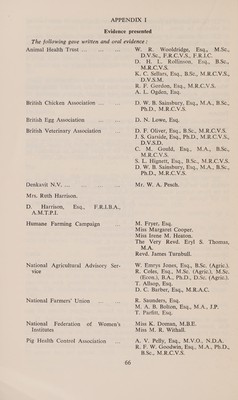 APPENDIX I
Evidence presented
The following gave written and oral evidence :
Animal Health Trust ... ... ... W. R. Wooldridge, Esq., M.Sc.,
D.V.Sc., F.R.C.V.S., F.R.I.C.
D. H. L. Rollinson, Esq., B.Sc.,
M.R.C.V.S.
K. C. Sellars, Esq., B.Sc., M.R.C.V.S.,
D.V.S.M.
R. F. Gordon, Esq., M.R.C.V.S.
A. L. Ogden, Esq.
British Chicken Association ... ... D. W. B. Sainsbury, Esq., M.A., B.Sc.,
Ph.D., M.R.C.V.S.
British Egg Association ... D. N. Lowe, Esq.
British Veterinary Association ... D. F. Oliver, Esq., B.Sc., M.R.C.V.S.
J. S. Garside, Esq., Ph.D., M.R.C.V.S.,
D.V.S.D.
C. M. Gould, Esq., M.A., B.Sc.,
M.R.C.V.S.
S. L. Hignett, Esq., B.Sc., M.R.C.V.S.
D. W. B. Sainsbury, Esq., M.A., B.Sc.,
Ph.D., M.R.C.V.S.
Denkavit N.V. ... ... ... Mr. W. A. Pench.
Mrs. Ruth Harrison.
D. Harrison, Esq., F.R.I.B.A.,
A.M.T.P.I.
Humane Farming Campaign ... M. Fryer, Esq.
Miss Margaret Cooper.
Miss Irene M. Heaton.
The Very Revd. Eryl S. Thomas,
M.A.
Revd. James Turnbull.
National Agricultural Advisory Ser-
vice
W. Emrys Jones, Esq., B.Sc. (Agric.).
R. Coles, Esq., M.Sc. (Agric.), M.Sc.
(Econ.), B.A., Ph.D., D.Sc. (Agric.).
T. Allsop, Esq.
D. C. Barber, Esq., M.R.A.C.
National Farmers' Union ... ... R. Saunders, Esq.
M. A. B. Bolton, Esq., M.A., J.P.
T. Parfitt, Esq.
National Federation of Women's
Institutes
Miss K. Doman, M.B.E.
Miss M. R. Withall.
Pig Health Control Association ... A. V. Pelly, Esq., M.V.O., N.D.A.
R. F. W. Goodwin, Esq., M.A., Ph.D.,
B.Sc., M.R.C.V.S.
66